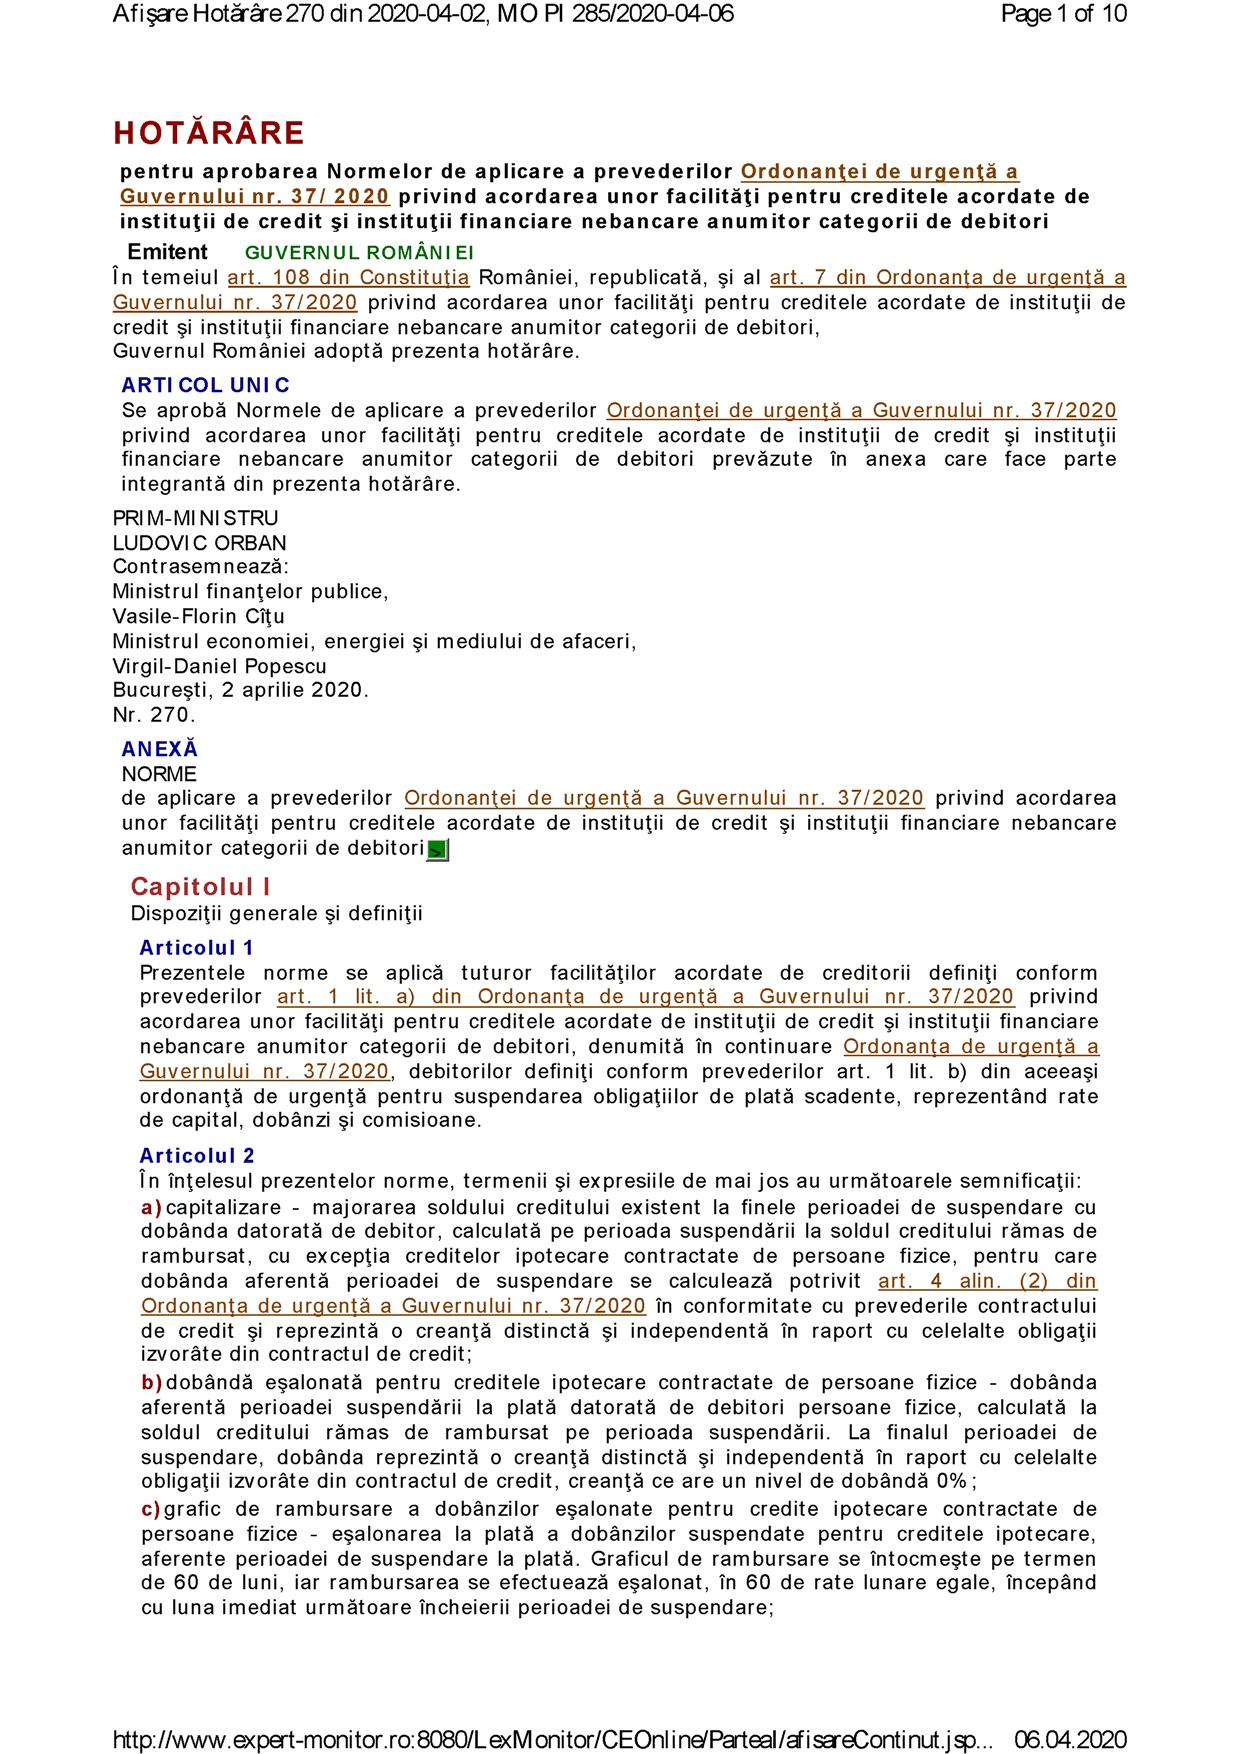 Afişare Hotărâre 270 din 2020-04-02, MO PI 285/2020-04-06 Page 1 of 10
HOTĂRÂRE
pentru aprobarea Normelor de aplicare a prevederilor Ordonanţei de urgenţă a
Guvernului nr. 37/ 2020 privind acordarea unor facilităţi pentru creditele acordate de
instituţii de credit şi instituţii financiare nebancare anumitor categorii de debitori
Emitent GUVERNUL ROMÂNIEI
În temeiul art. 108 din Constituţia României, republicată, şi al art. 7 din Ordonanţa de urgenţă a
Guvernului nr. 37/2020 privind acordarea unor facilităţi pentru creditele acordate de instituţii de
credit şi instituţii financiare nebancare anumitor categorii de debitori,
Guvernul României adoptă prezenta hotărâre.
ARTICOL UNIC
Se aprobă Normele de aplicare a prevederilor Ordonanţei de urgenţă a Guvernului nr. 37/2020
privind acordarea unor facilităţi pentru creditele acordate de instituţii de credit şi instituţii
financiare nebancare anumitor categorii de debitori prevăzute în anexa care face parte
integrantă din prezenta hotărâre.
PRIM-MINISTRU
LUDOVIC ORBAN
Contrasemnează:
Ministrul finanţelor publice,
Vasile-Florin Cîţu
Ministrul economiei, energiei şi mediului de afaceri,
Virgil-Daniel Popescu
Bucureşti, 2 aprilie 2020.
Nr. 270.
ANEXĂ
NORME
de aplicare a prevederilor Ordonanţei de urgenţă a Guvernului nr. 37/2020 privind acordarea
unor facilităţi pentru creditele acordate de instituţii de credit şi instituţii financiare nebancare
anumitor categorii de debitori >
Capitolul I
Dispoziţii generale şi definiţii
Articolul 1
Prezentele norme se aplică tuturor facilităţilor acordate de creditorii definiţi conform
prevederilor art. 1 lit. a) din Ordonanţa de urgenţă a Guvernului nr. 37/2020 privind
acordarea unor facilităţi pentru creditele acordate de instituţii de credit şi instituţii financiare
nebancare anumitor categorii de debitori, denumită în continuare Ordonanţa de urgenţă a
Guvernului nr. 37/2020, debitorilor definiţi conform prevederilor art. 1 lit. b) din aceeaşi
ordonanţă de urgenţă pentru suspendarea obligaţiilor de plată scadente, reprezentând rate
de capital, dobânzi şi comisioane.
Articolul 2
În înţelesul prezentelor norme, termenii şi expresiile de mai jos au următoarele semnificaţii:
a) capitalizare - majorarea soldului creditului existent la finele perioadei de suspendare cu
dobânda datorată de debitor, calculată pe perioada suspendării la soldul creditului rămas de
rambursat, cu excepţia creditelor ipotecare contractate de persoane fizice, pentru care
dobânda aferentă perioadei de suspendare se calculează potrivit art. 4 alin. (2) din
Ordonanţa de urgenţă a Guvernului nr. 37/2020 în conformitate cu prevederile contractului
de credit şi reprezintă o creanţă distinctă şi independentă în raport cu celelalte obligaţii
izvorâte din contractul de credit;
b) dobândă eşalonată pentru creditele ipotecare contractate de persoane fizice - dobânda
aferentă perioadei suspendării la plată datorată de debitori persoane fizice, calculată la
soldul creditului rămas de rambursat pe perioada suspendării. La finalul perioadei de
suspendare, dobânda reprezintă o creanţă distinctă şi independentă în raport cu celelalte
obligaţii izvorâte din contractul de credit, creanţă ce are un nivel de dobândă 0%;
c) grafic de rambursare a dobânzilor eşalonate pentru credite ipotecare contractate de
persoane fizice - eşalonarea la plată a dobânzilor suspendate pentru creditele ipotecare,
aferente perioadei de suspendare la plată. Graficul de rambursare se întocmeşte pe termen
de 60 de luni, iar rambursarea se efectuează eşalonat, în 60 de rate lunare egale, începând
cu luna imediat următoare încheierii perioadei de suspendare;
http://www.expert-monitor.ro:8080/LexMonitor/CEOnline/ParteaI/afisareContinut.jsp... 06.04.2020